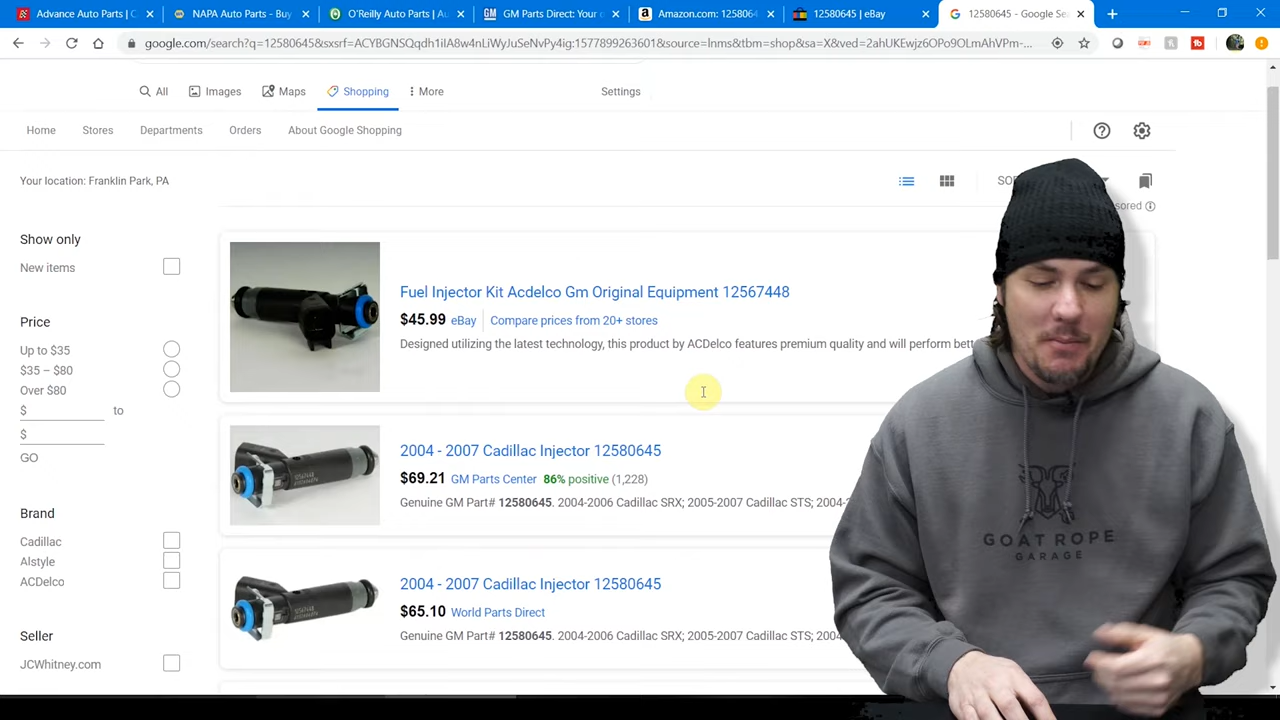 Advance Auto Parts | C
NAPA Auto Parts - Buy
O'Reilly Auto Parts | Au
GM Parts Direct: Your o
Amazon.com: 1258064
12580645 | eBay
12580645 - Google Sea
google.com/search?q=12580645&sxsrf=ACYBGNSQqdh1iIA8w4nLiWyJuSeNvPy4ig:1577899263601&source=lnms&tbm=shop&sa=X&ved=2ahUKEwjz6OPo9OLmAhVPm-...
All
Images
Maps
Shopping
More
Settings
Home
Stores
Departments
Orders
About Google Shopping
Your location: Franklin Park, PA
Show only
New items
Price
Up to $35
$35 – $80
Over $80
$ to
$
GO
Brand
Cadillac
Alstyle
ACDelco
Seller
JCWhitney.com
Fuel Injector Kit Acdelco Gm Original Equipment 12567448
$45.99 eBay Compare prices from 20+ stores
Designed utilizing the latest technology, this product by ACDelco features premium quality and will perform bett
2004 - 2007 Cadillac Injector 12580645
$69.21 GM Parts Center 86% positive (1,228)
Genuine GM Part# 12580645. 2004-2006 Cadillac SRX; 2005-2007 Cadillac STS; 2004-2
2004 - 2007 Cadillac Injector 12580645
$65.10 World Parts Direct
Genuine GM Part# 12580645. 2004-2006 Cadillac SRX; 2005-2007 Cadillac STS; 2004
GOAT ROPE
GARAGE